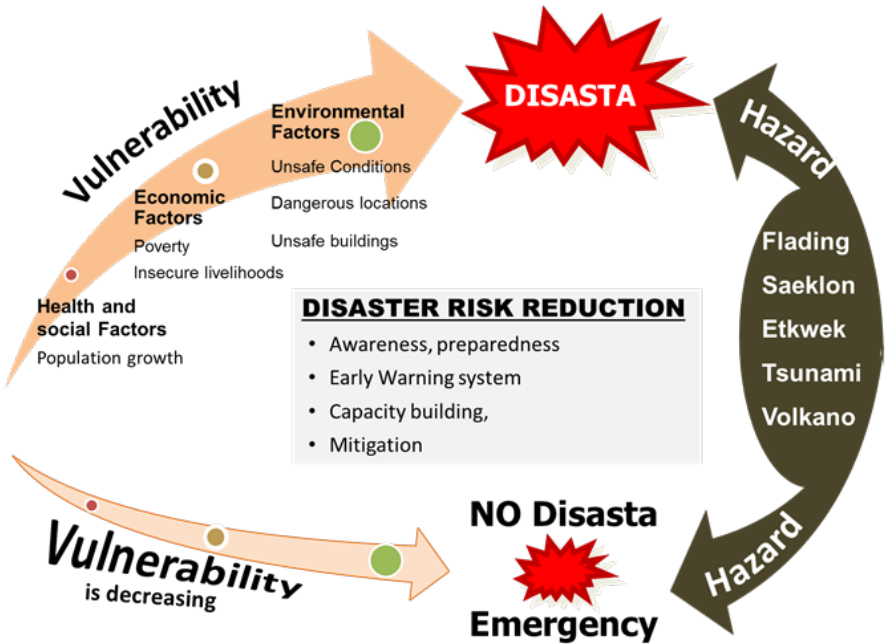 Vulnerability
DISASTA
Hazard
Environmental
Factors
Unsafe Conditions
Dangerous locations
Unsafe buildings
Economic
Factors
Poverty
Insecure livelihoods
Health and
social Factors
Population growth
Flading
Saeklon
Etkwek
Tsunami
Volkano
DISASTER RISK REDUCTION
• Awareness, preparedness
• Early Warning system
• Capacity building,
• Mitigation
Vulnerability
is decreasing
NO Disasta
Emergency
Hazard